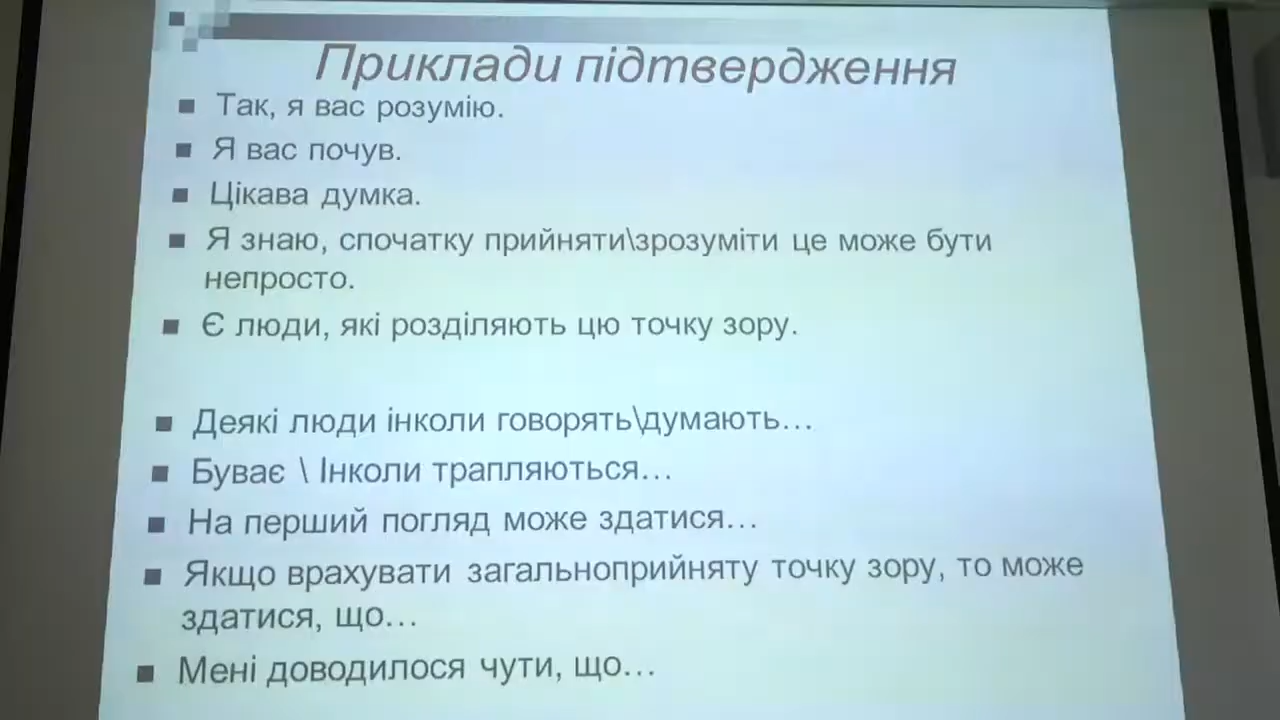 Приклади підтвердження
Так, я вас розумію.
Я вас почув.
Цікава думка.
Я знаю, спочатку прийняти\зрозуміти це може бути
непросто.
Є люди, які розділяють цю точку зору.
Деякі люди інколи говорять\думають…
Буває \ Інколи трапляються…
На перший погляд може здатися…
Якщо врахувати загальноприйняту точку зору, то може
здатися, що…
Мені доводилося чути, що…